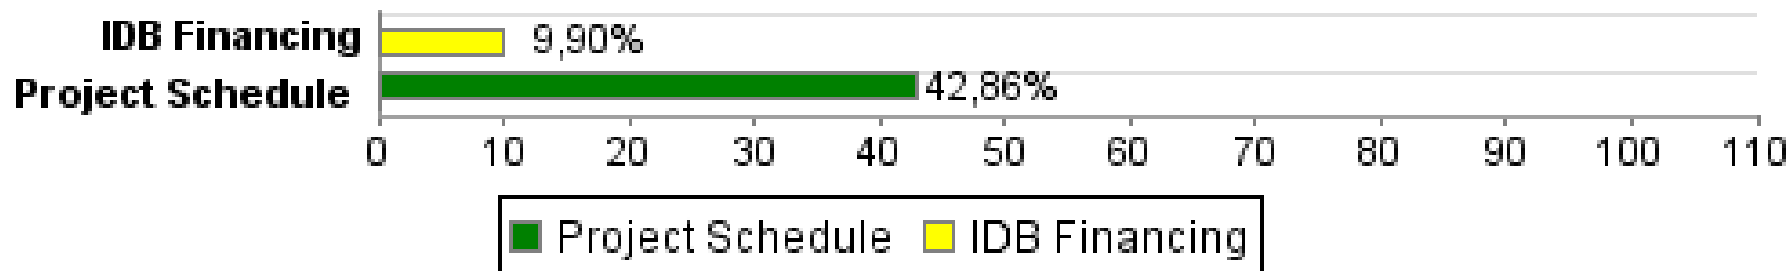 IDB Financing 9,90%
Project Schedule 42,86%
0 10 20 30 40 50 60 70 80 90 100 110
Project Schedule IDB Financing